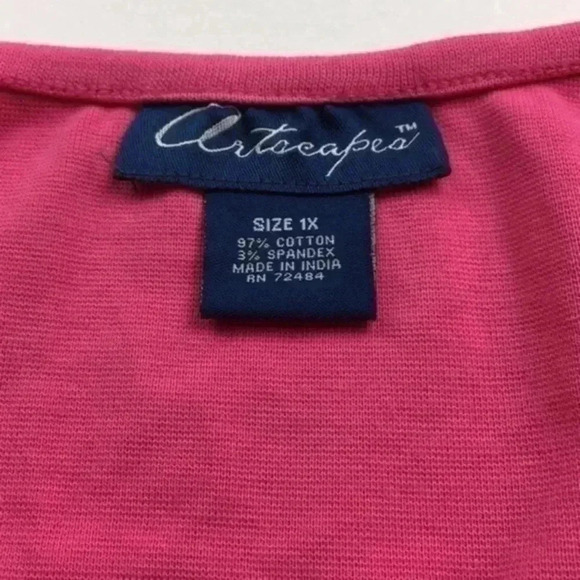 Artscapes™
SIZE 1X
97% COTTON
3% SPANDEX
MADE IN INDIA
RN 72484